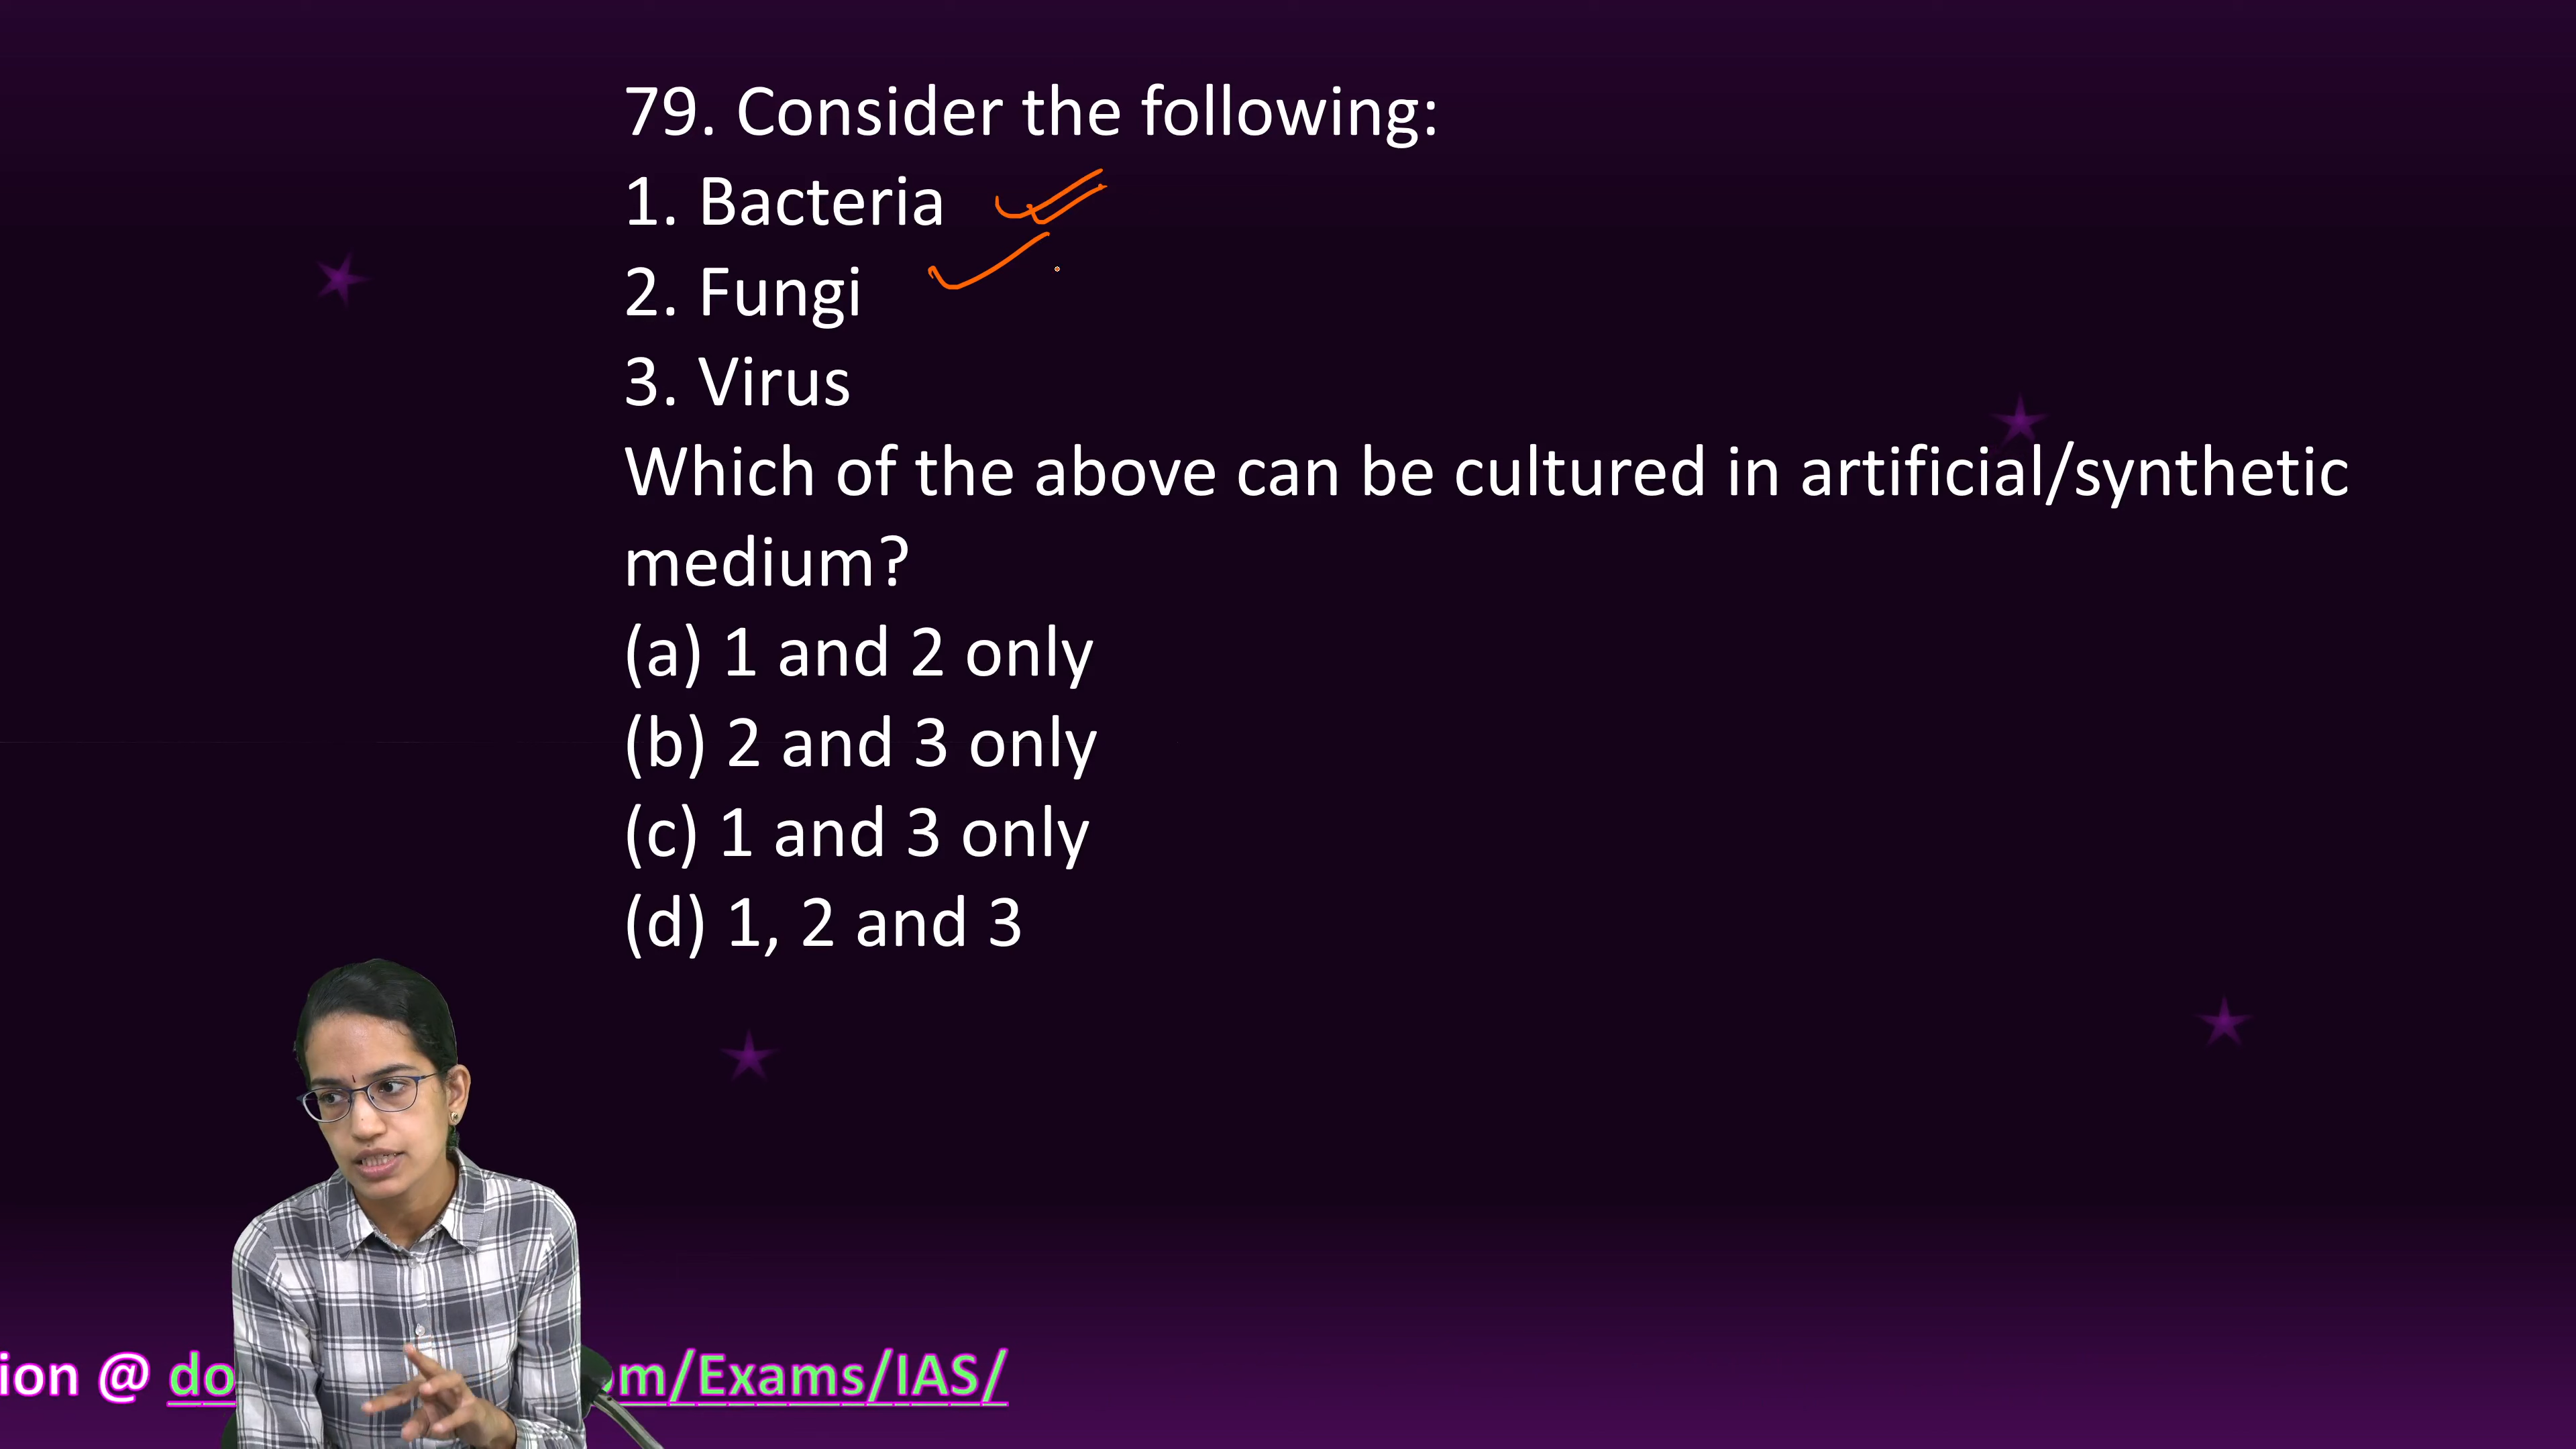 79. Consider the following:
1. Bacteria
2. Fungi
3. Virus
Which of the above can be cultured in artificial/synthetic
medium?
(a) 1 and 2 only
(b) 2 and 3 only
(c) 1 and 3 only
(d) 1, 2 and 3
@ m/Exams/IAS/